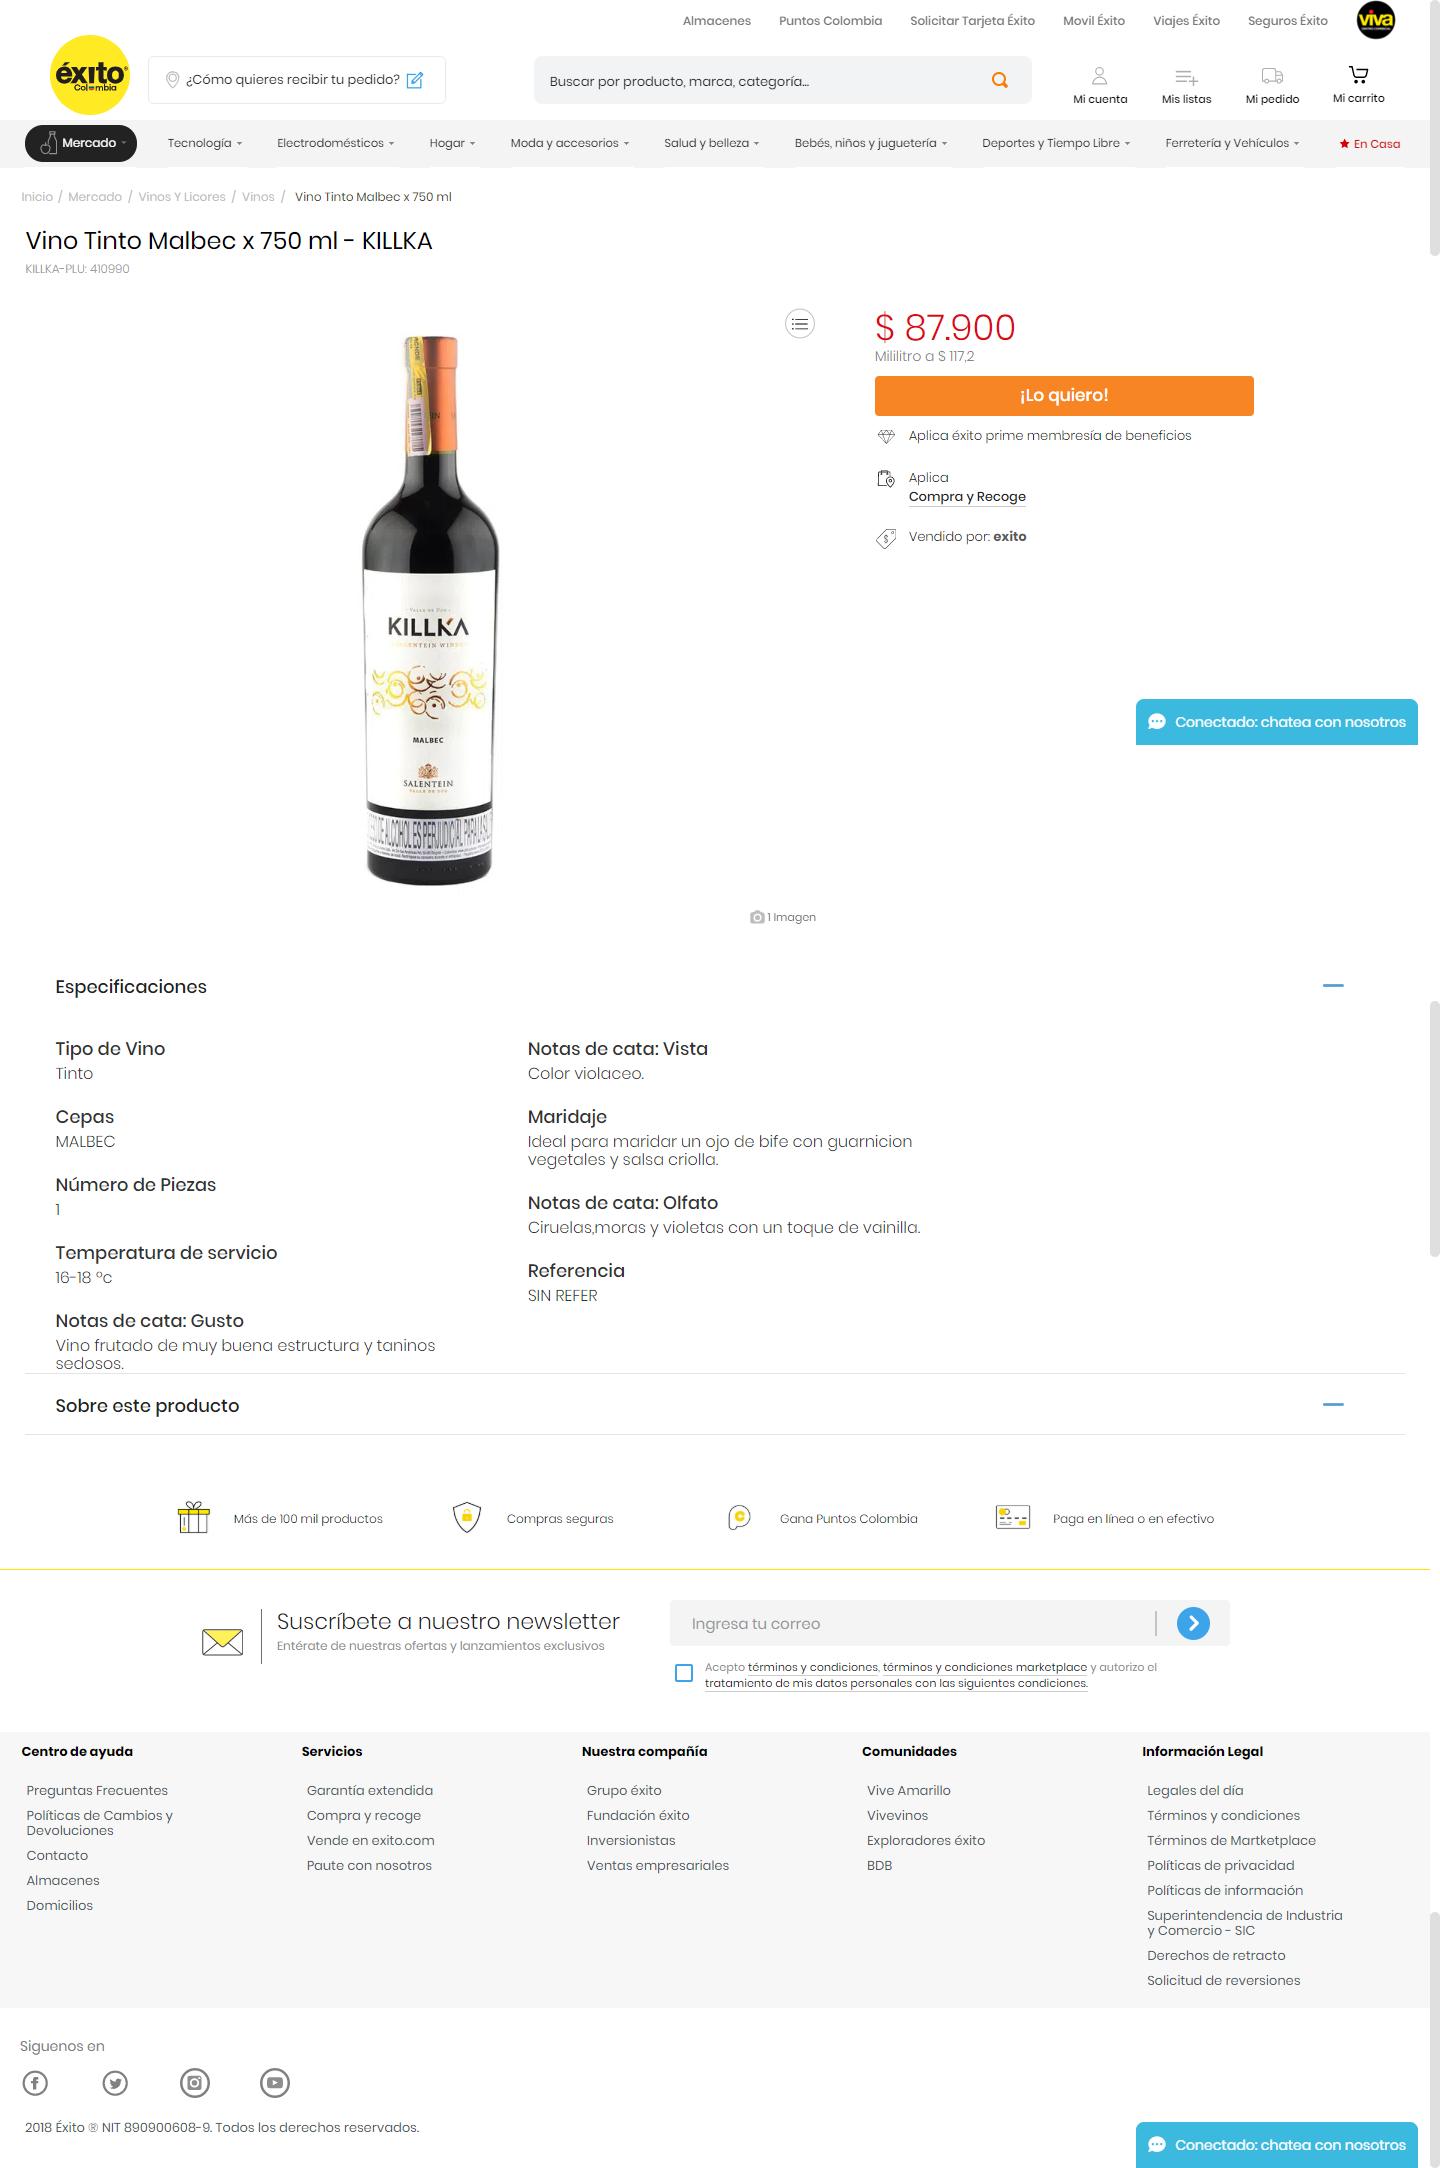 Almacenes Puntos Colombia Solicitar Tarjeta Éxito Movil Éxito Viajes Éxito Seguros Éxito viva
éxito
Colombia
¿Cómo quieres recibir tu pedido?
Buscar por producto, marca, categoría...
Mi cuenta Mis listas Mi pedido Mi carrito
Mercado Tecnología Electrodomésticos Hogar Moda y accesorios Salud y belleza Bebés, niños y juguetería Deportes y Tiempo Libre Ferretería y Vehículos En Casa
Inicio / Mercado / Vinos Y Licores / Vinos / Vino Tinto Malbec x 750 ml
Vino Tinto Malbec x 750 ml - KILLKA
KILLKA-PLU: 410990
KILLKA
MALBEC
SALENTEIN
1 Imagen
$ 87.900
Mililitro a $ 117,2
¡Lo quiero!
Aplica éxito prime membresía de beneficios
Aplica
Compra y Recoge
Vendido por: exito
Conectado: chatea con nosotros
Especificaciones
Tipo de Vino
Tinto
Cepas
MALBEC
Número de Piezas
1
Temperatura de servicio
16-18 ºc
Notas de cata: Gusto
Vino frutado de muy buena estructura y taninos
sedosos.
Notas de cata: Vista
Color violaceo.
Maridaje
Ideal para maridar un ojo de bife con guarnicion
vegetales y salsa criolla.
Notas de cata: Olfato
Ciruelas,moras y violetas con un toque de vainilla.
Referencia
SIN REFER
Sobre este producto
Más de 100 mil productos
Compras seguras
Gana Puntos Colombia
Paga en línea o en efectivo
Suscríbete a nuestro newsletter
Entérate de nuestras ofertas y lanzamientos exclusivos
Ingresa tu correo
Acepto términos y condiciones, términos y condiciones marketplace y autorizo el
tratamiento de mis datos personales con las siguientes condiciones.
Centro de ayuda
Preguntas Frecuentes
Políticas de Cambios y
Devoluciones
Contacto
Almacenes
Domicilios
Servicios
Garantía extendida
Compra y recoge
Vende en exito.com
Paute con nosotros
Nuestra compañía
Grupo éxito
Fundación éxito
Inversionistas
Ventas empresariales
Comunidades
Vive Amarillo
Vivevinos
Exploradores éxito
BDB
Información Legal
Legales del día
Términos y condiciones
Términos de Martketplace
Políticas de privacidad
Políticas de información
Superintendencia de Industria
y Comercio - SIC
Derechos de retracto
Solicitud de reversiones
Siguenos en
2018 Éxito ® NIT 890900608-9. Todos los derechos reservados.
Conectado: chatea con nosotros